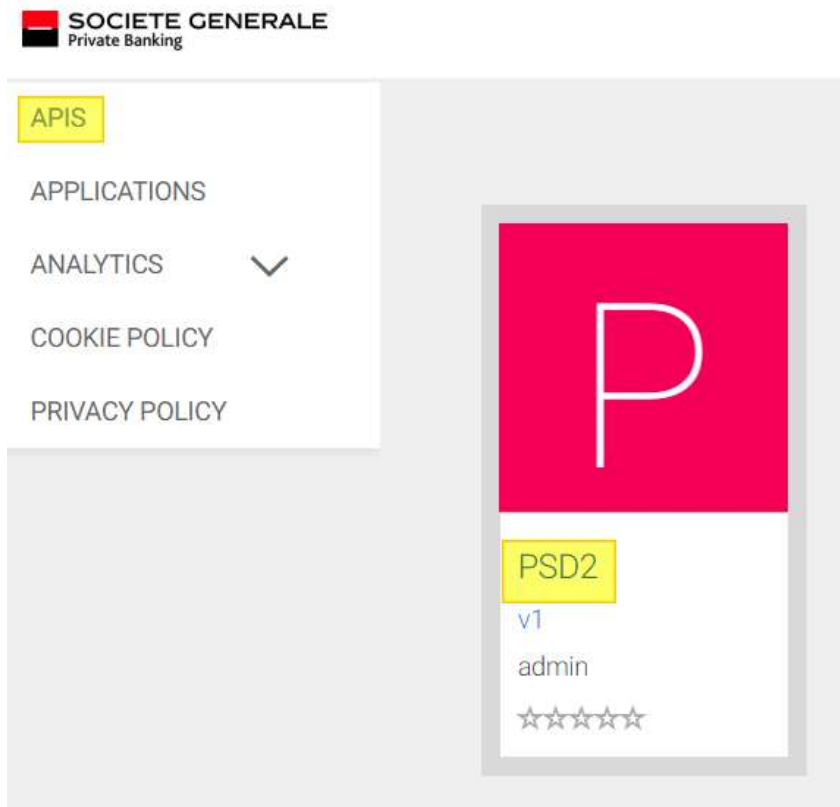 SOCIETE GENERALE
Private Banking
APIS
APPLICATIONS
ANALYTICS
COOKIE POLICY
PRIVACY POLICY
P
PSD2
v1
admin